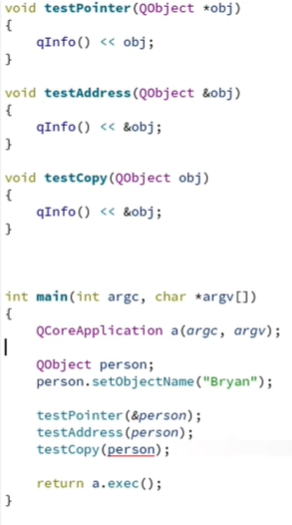 void testPointer(QObject *obj)
{
    qInfo() << obj;
}

void testAddress(QObject &obj)
{
    qInfo() << &obj;
}

void testCopy(QObject obj)
{
    qInfo() << &obj;
}

int main(int argc, char *argv[])
{
    QCoreApplication a(argc, argv);

    QObject person;
    person.setObjectName("Bryan");

    testPointer(&person);
    testAddress(person);
    testCopy(person);

    return a.exec();
}